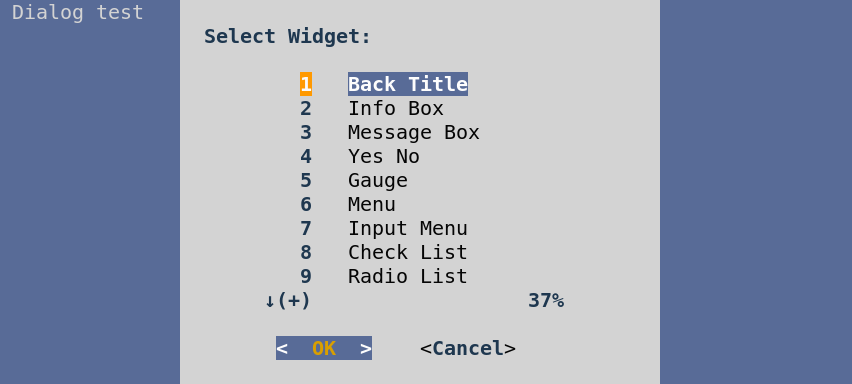 Dialog test
Select Widget:
1 Back Title
2 Info Box
3 Message Box
4 Yes No
5 Gauge
6 Menu
7 Input Menu
8 Check List
9 Radio List
↓(+) 37%
< OK > <Cancel>